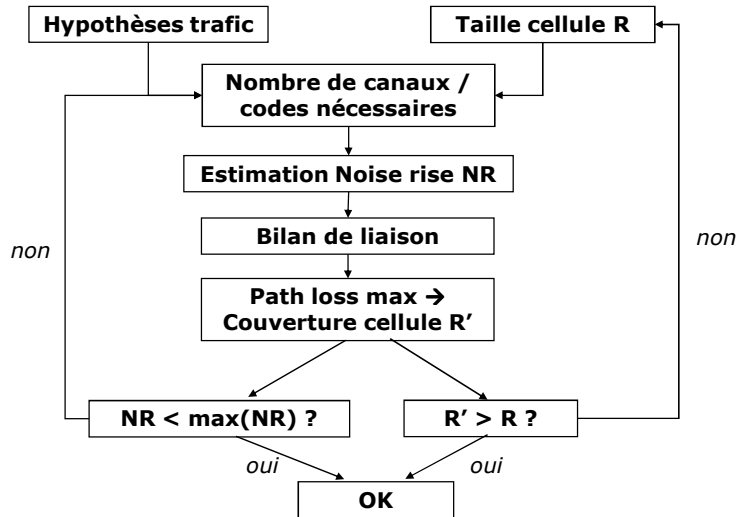 Hypothèses trafic
Taille cellule R
Nombre de canaux /
codes nécessaires
Estimation Noise rise NR
non
non
Bilan de liaison
Path loss max →
Couverture cellule R’
NR < max(NR) ?
R’ > R ?
oui
oui
OK